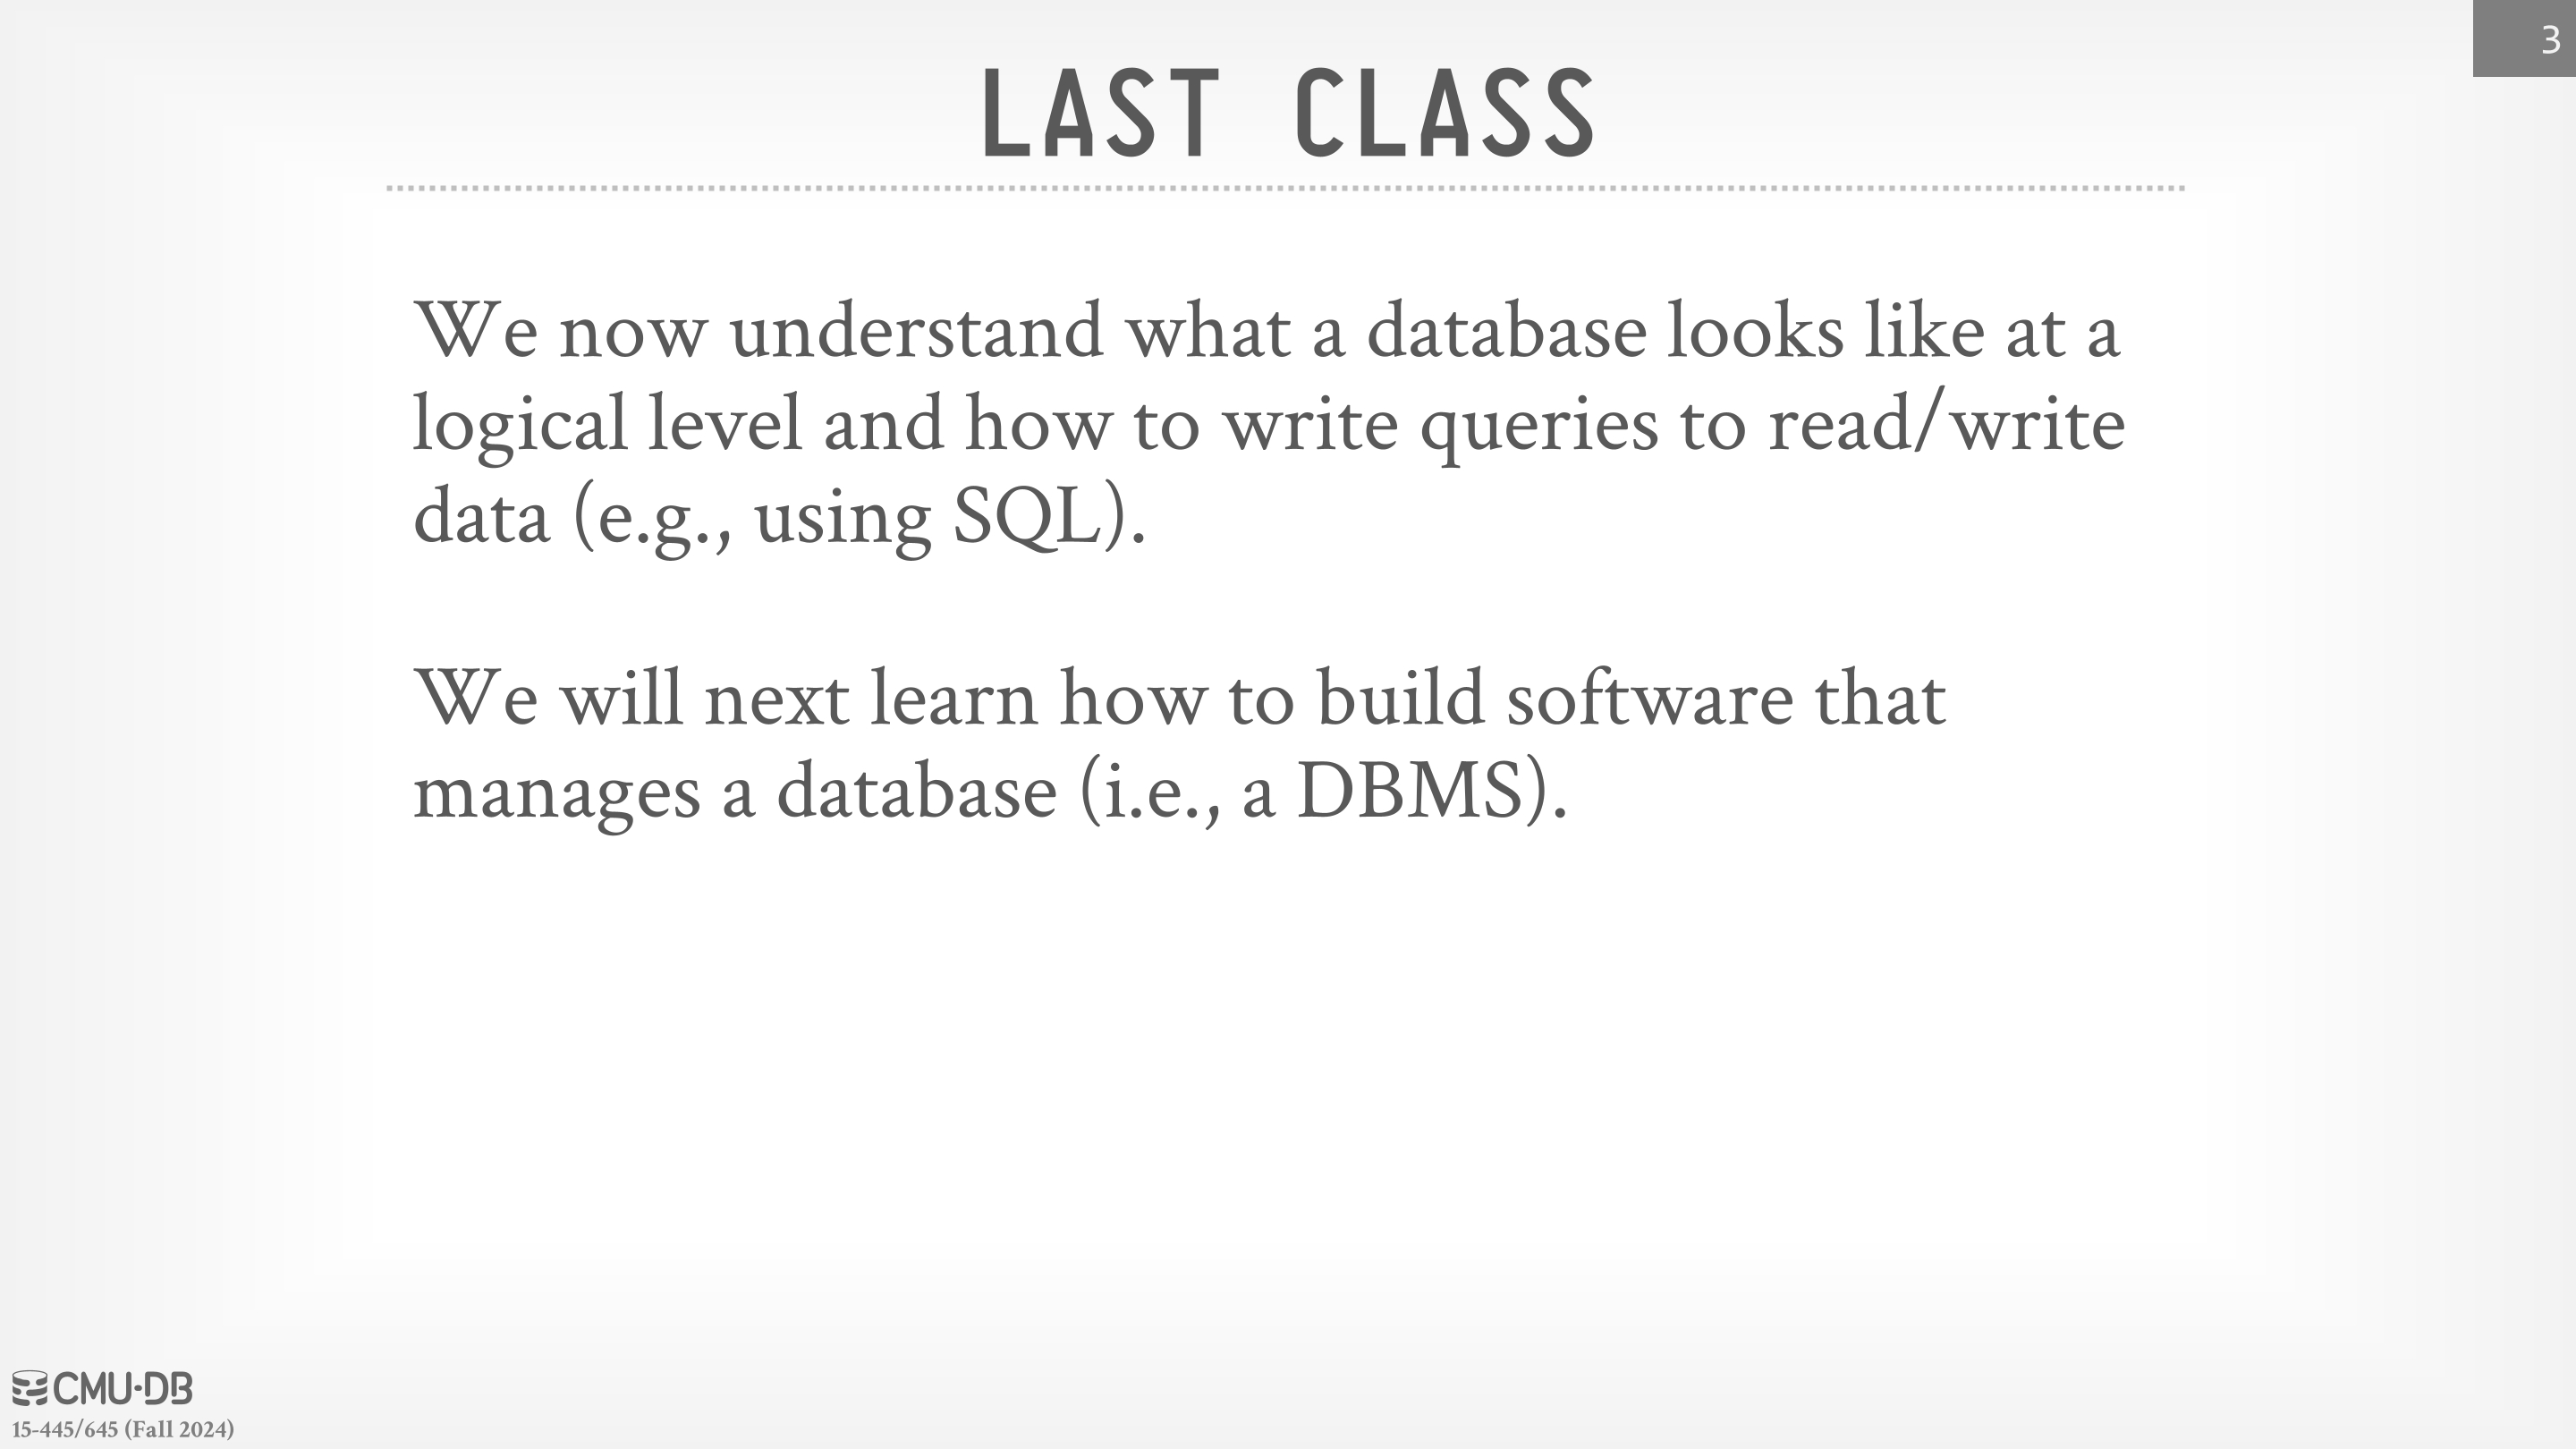 3
LAST CLASS
We now understand what a database looks like at a
logical level and how to write queries to read/write
data (e.g., using SQL).
We will next learn how to build software that
manages a database (i.e., a DBMS).
CMU·DB
15-445/645 (Fall 2024)